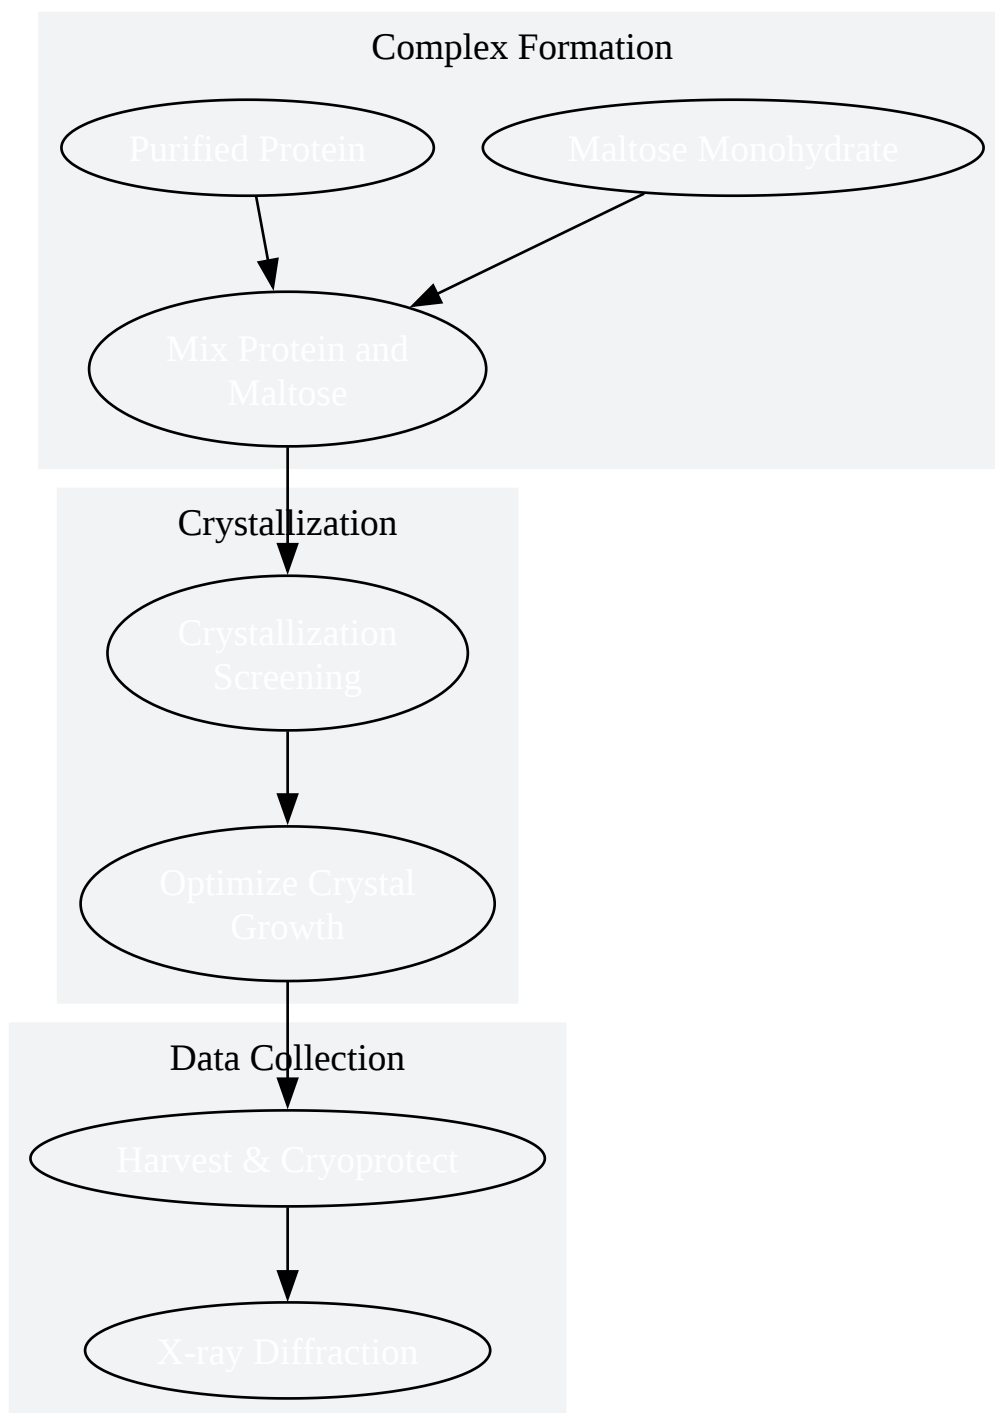 Complex Formation
Purified Protein
Maltose Monohydrate
Mix Protein and
Maltose
Crystallization
Crystallization
Screening
Optimize Crystal
Growth
Data Collection
Harvest & Cryoprotect
X-ray Diffraction